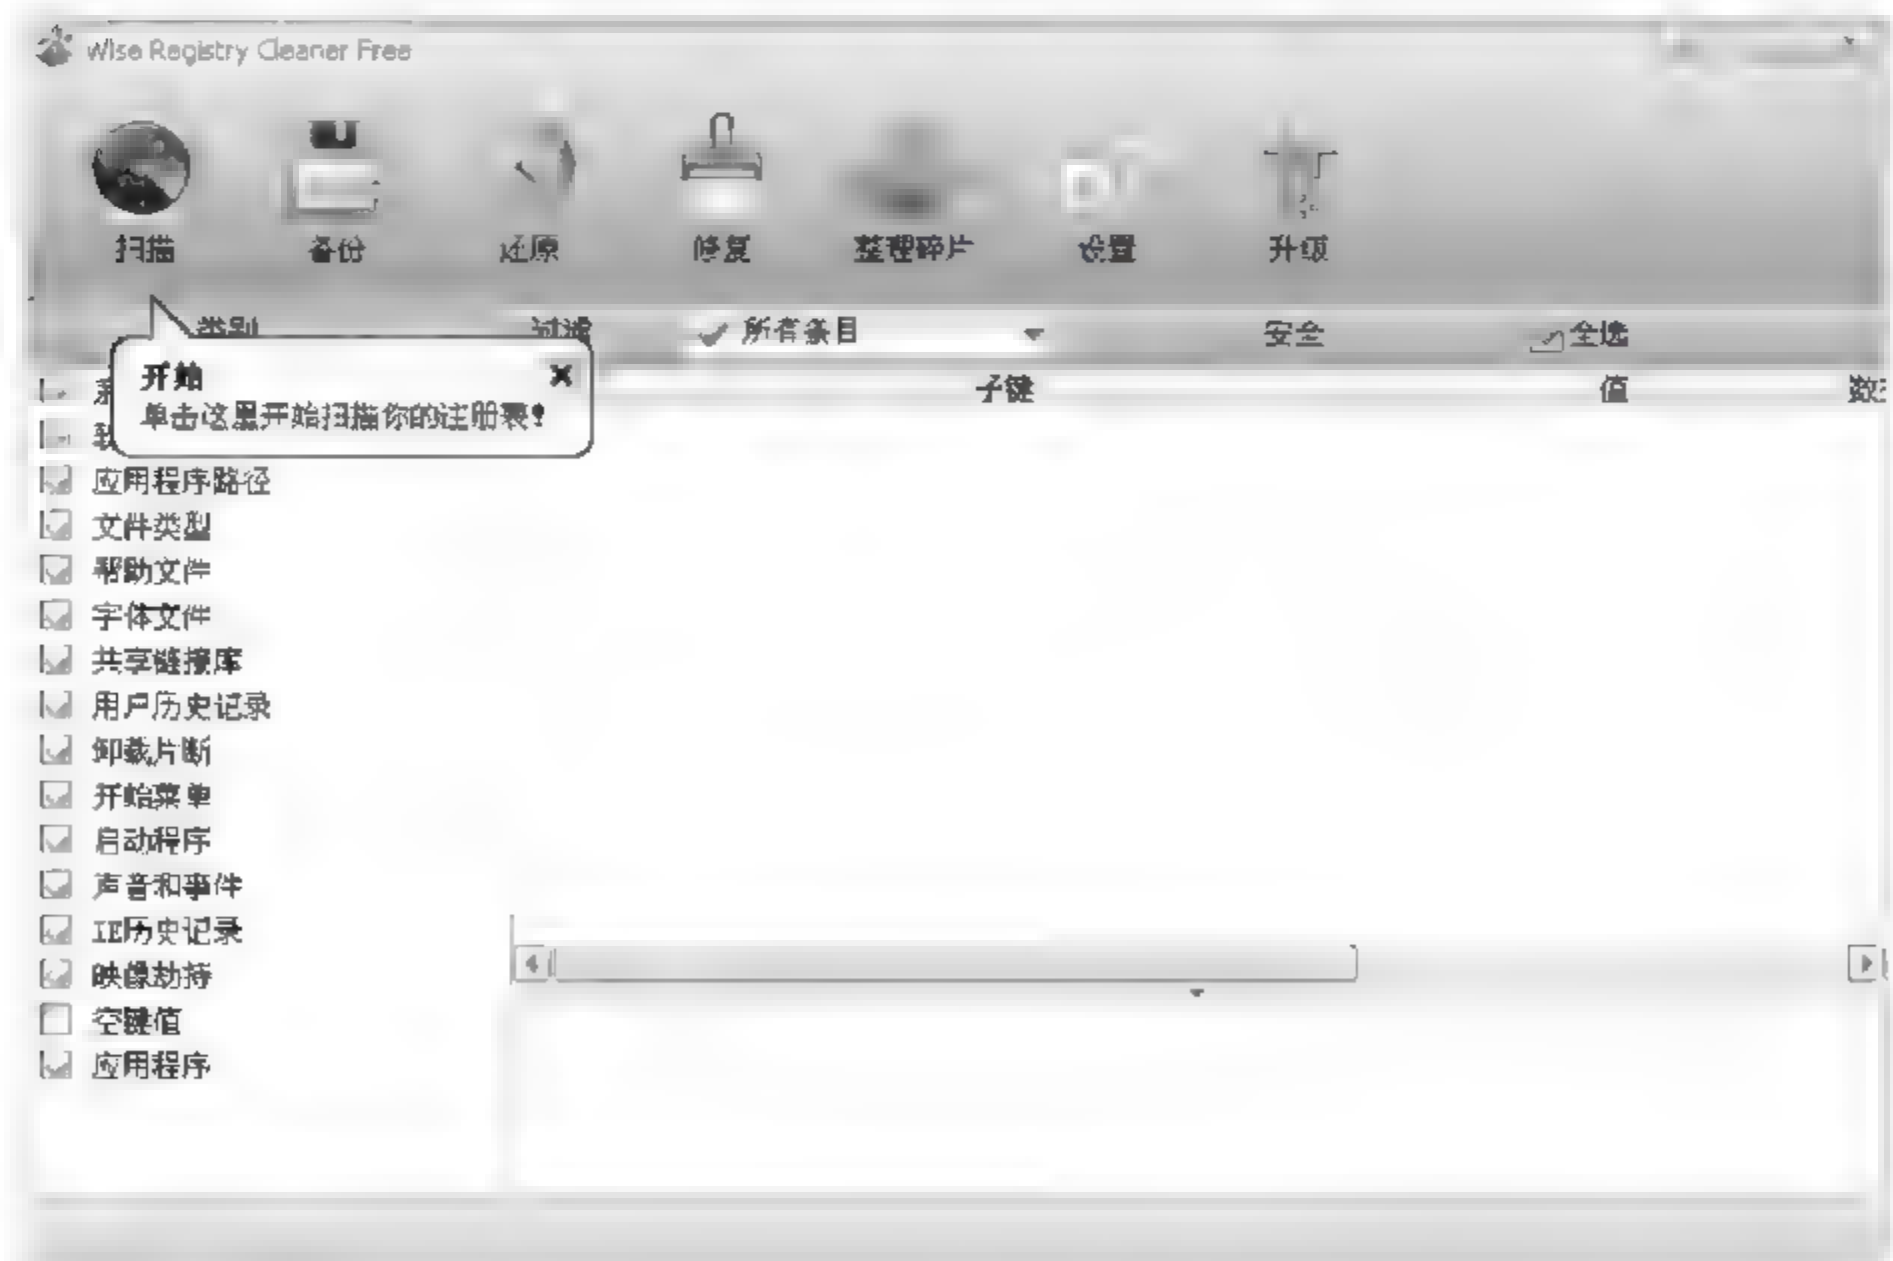 Wise Registry Cleaner Free
扫描 备份 还原 修复 整理碎片 设置 升级
类别 过滤 所有条目 安全 全选
开始
单击这里开始扫描你的注册表!
子键 值
应用程序路径
文件类型
帮助文件
字体文件
共享链接库
用户历史记录
卸载片断
开始菜单
启动程序
声音和事件
IE历史记录
映像劫持
空键值
应用程序